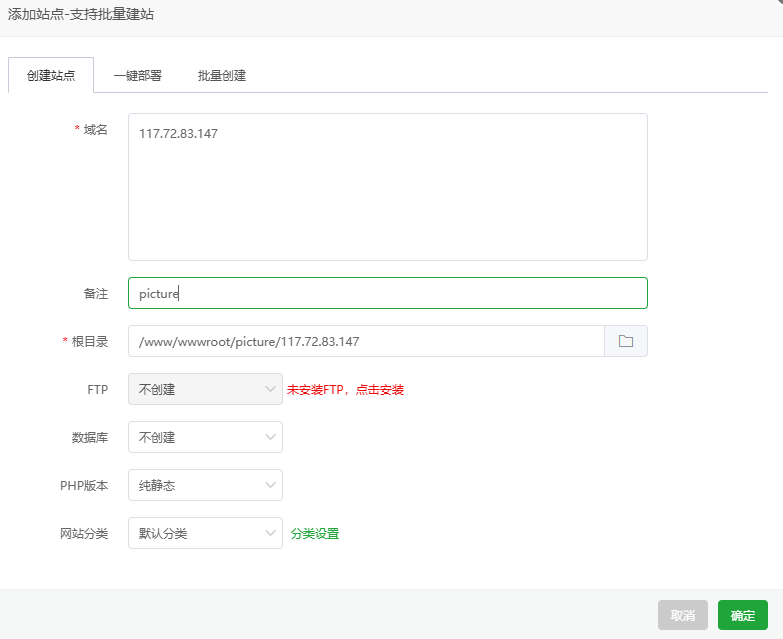 添加站点-支持批量建站
创建站点 一键部署 批量创建
* 域名 117.72.83.147
备注 picture
* 根目录 /www/wwwroot/picture/117.72.83.147
FTP 不创建 未安装FTP，点击安装
数据库 不创建
PHP版本 纯静态
网站分类 默认分类 分类设置
取消 确定